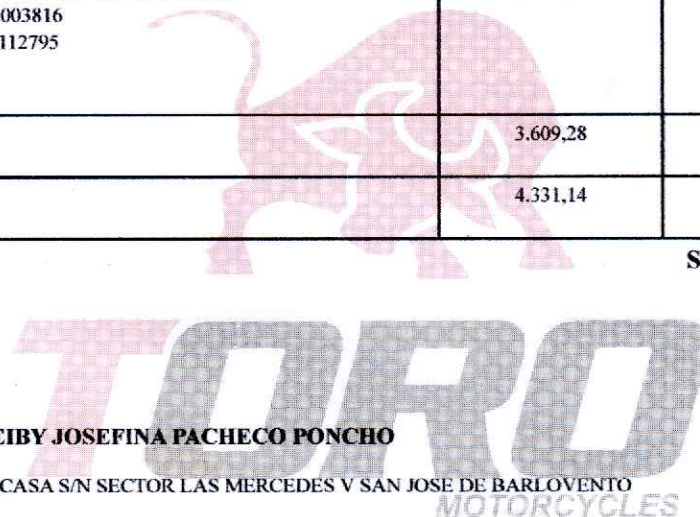 003816
112795
3.609,28
4.331,14
S
TORO
EIBY JOSEFINA PACHECO PONCHO
CASA S/N SECTOR LAS MERCEDES V SAN JOSE DE BARLOVENTO
MOTORCYCLES